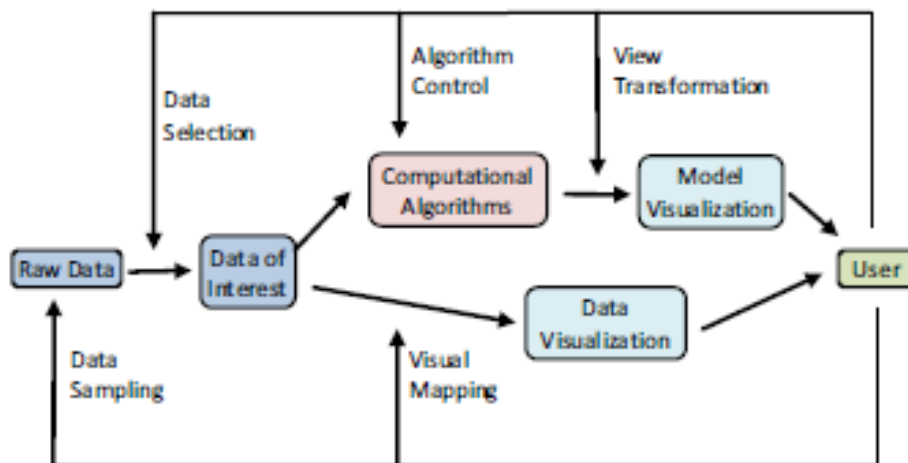 Algorithm
Control
View
Transformation
Data
Selection
Computational
Algorithms
Model
Visualization
Raw Data
Data of
Interest
User
Data
Visualization
Data
Sampling
Visual
Mapping